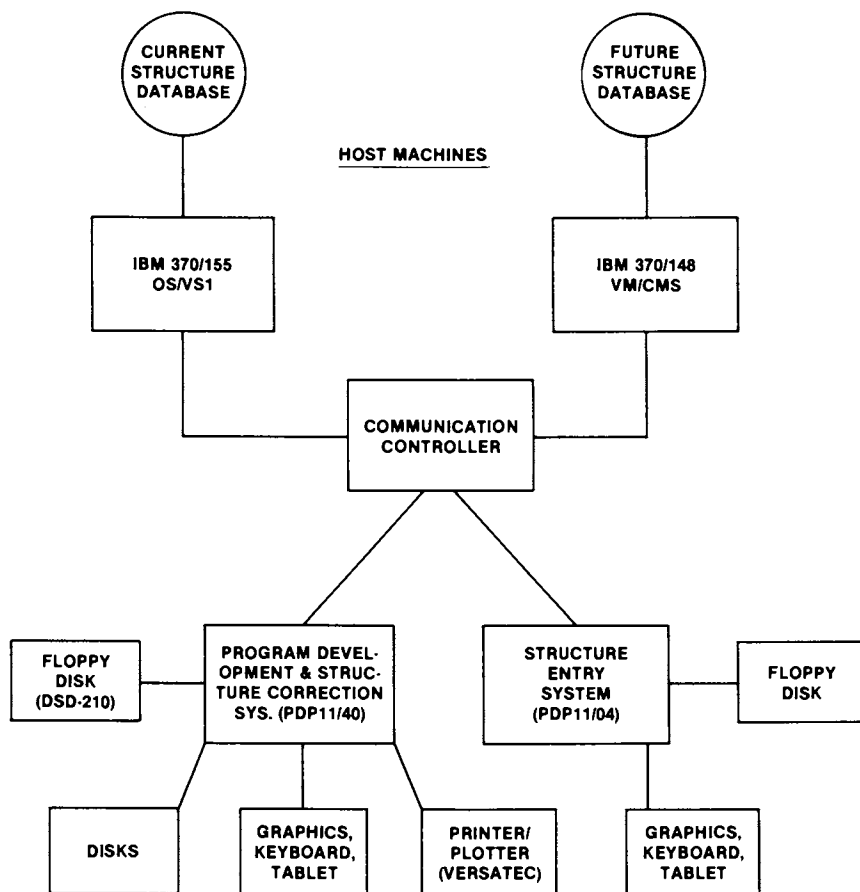 CURRENT
STRUCTURE
DATABASE
FUTURE
STRUCTURE
DATABASE
HOST MACHINES
IBM 370/155
OS/VS1
IBM 370/148
VM/CMS
COMMUNICATION
CONTROLLER
FLOPPY
DISK
(DSD-210)
PROGRAM DEVEL-
OPMENT & STRUC-
TURE CORRECTION
SYS. (PDP11/40)
STRUCTURE
ENTRY
SYSTEM
(PDP11/04)
FLOPPY
DISK
DISKS
GRAPHICS,
KEYBOARD,
TABLET
PRINTER/
PLOTTER
(VERSATEC)
GRAPHICS,
KEYBOARD,
TABLET